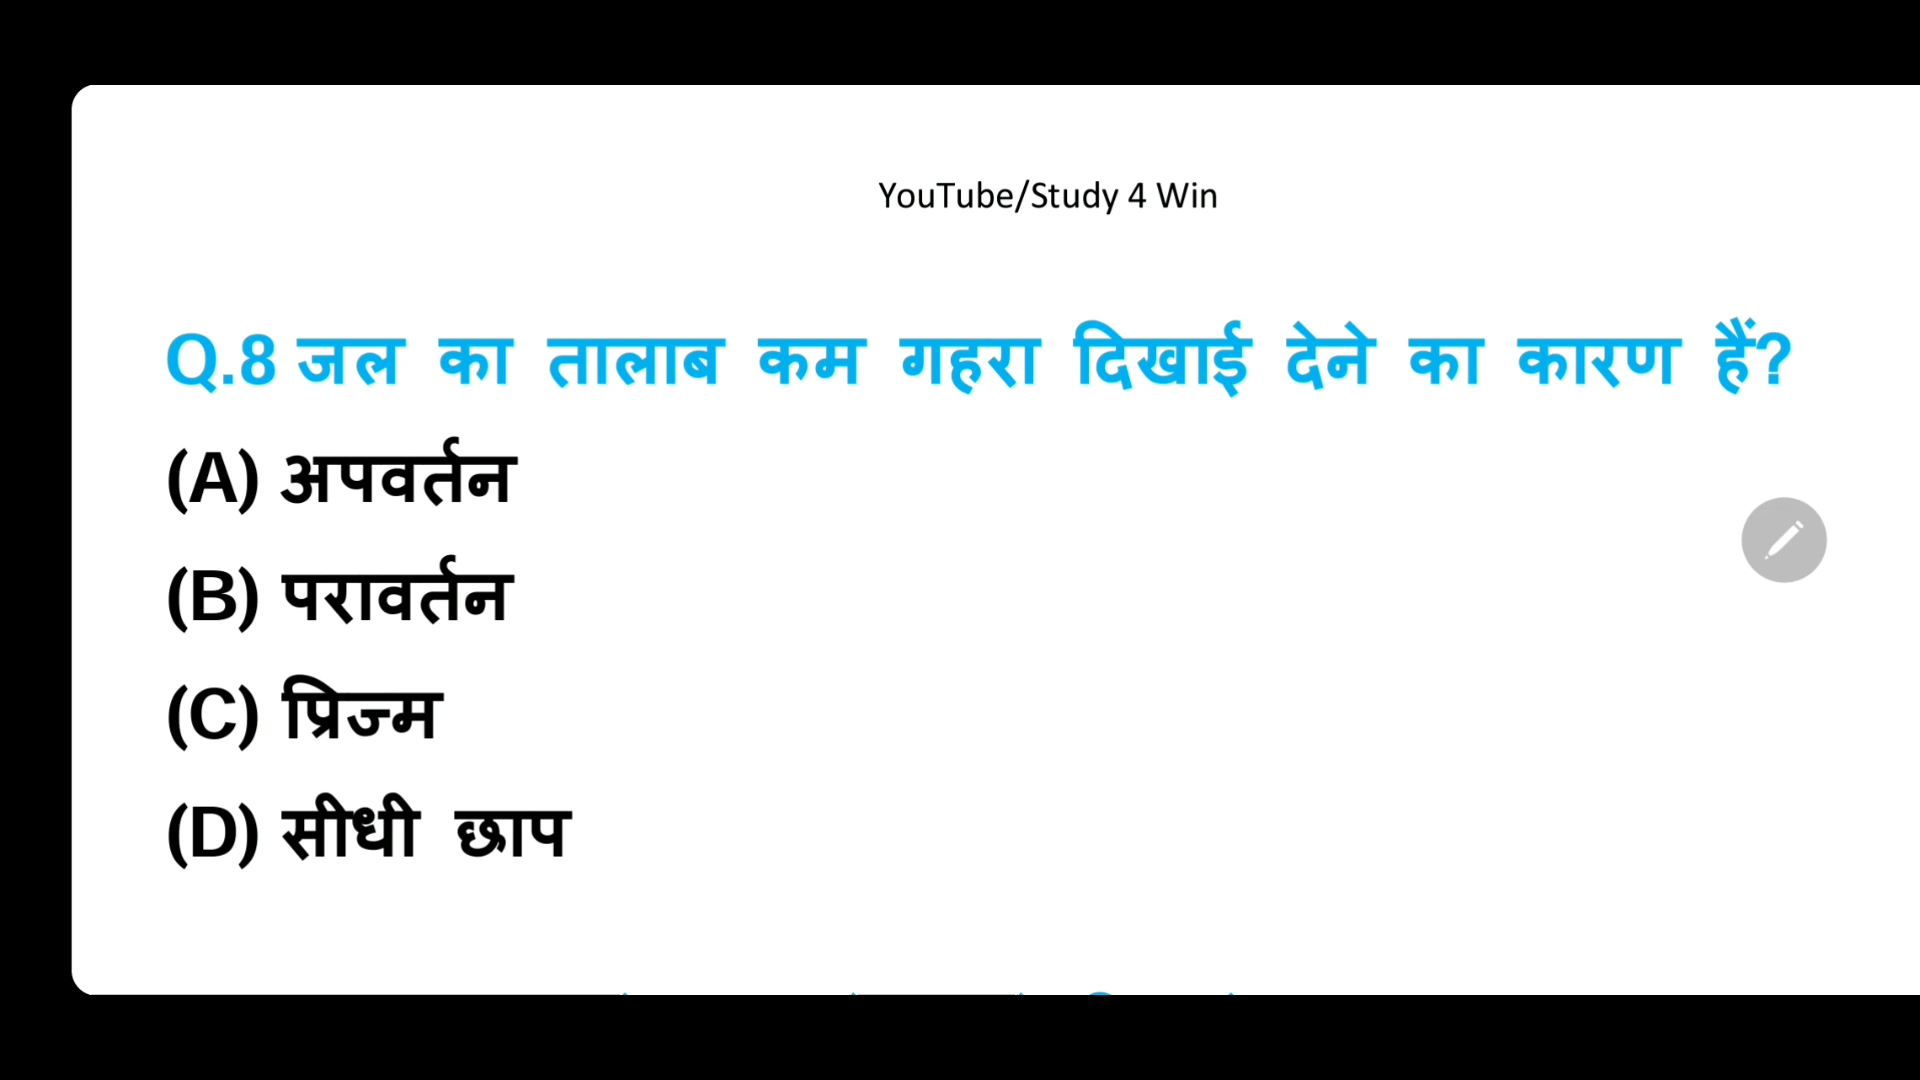 YouTube/Study 4 Win
Q.8 जल का तालाब कम गहरा दिखाई देने का कारण हैं?
(A) अपवर्तन
(B) परावर्तन
(C) प्रिज्म
(D) सीधी छाप